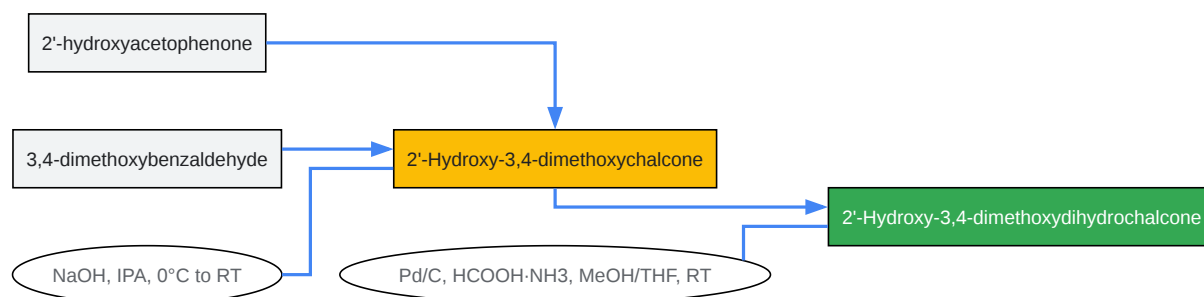 2'-hydroxyacetophenone
3,4-dimethoxybenzaldehyde
2'-Hydroxy-3,4-dimethoxychalcone
2'-Hydroxy-3,4-dimethoxydihydrochalcone
NaOH, IPA, 0°C to RT
Pd/C, HCOOH·NH3, MeOH/THF, RT